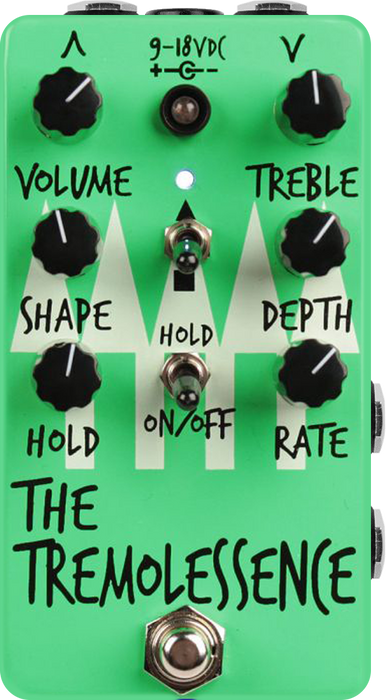 9-18VDC
+ -
VOLUME TREBLE
SHAPE DEPTH
HOLD
HOLD ON/OFF RATE
THE
TREMOLESSENCE